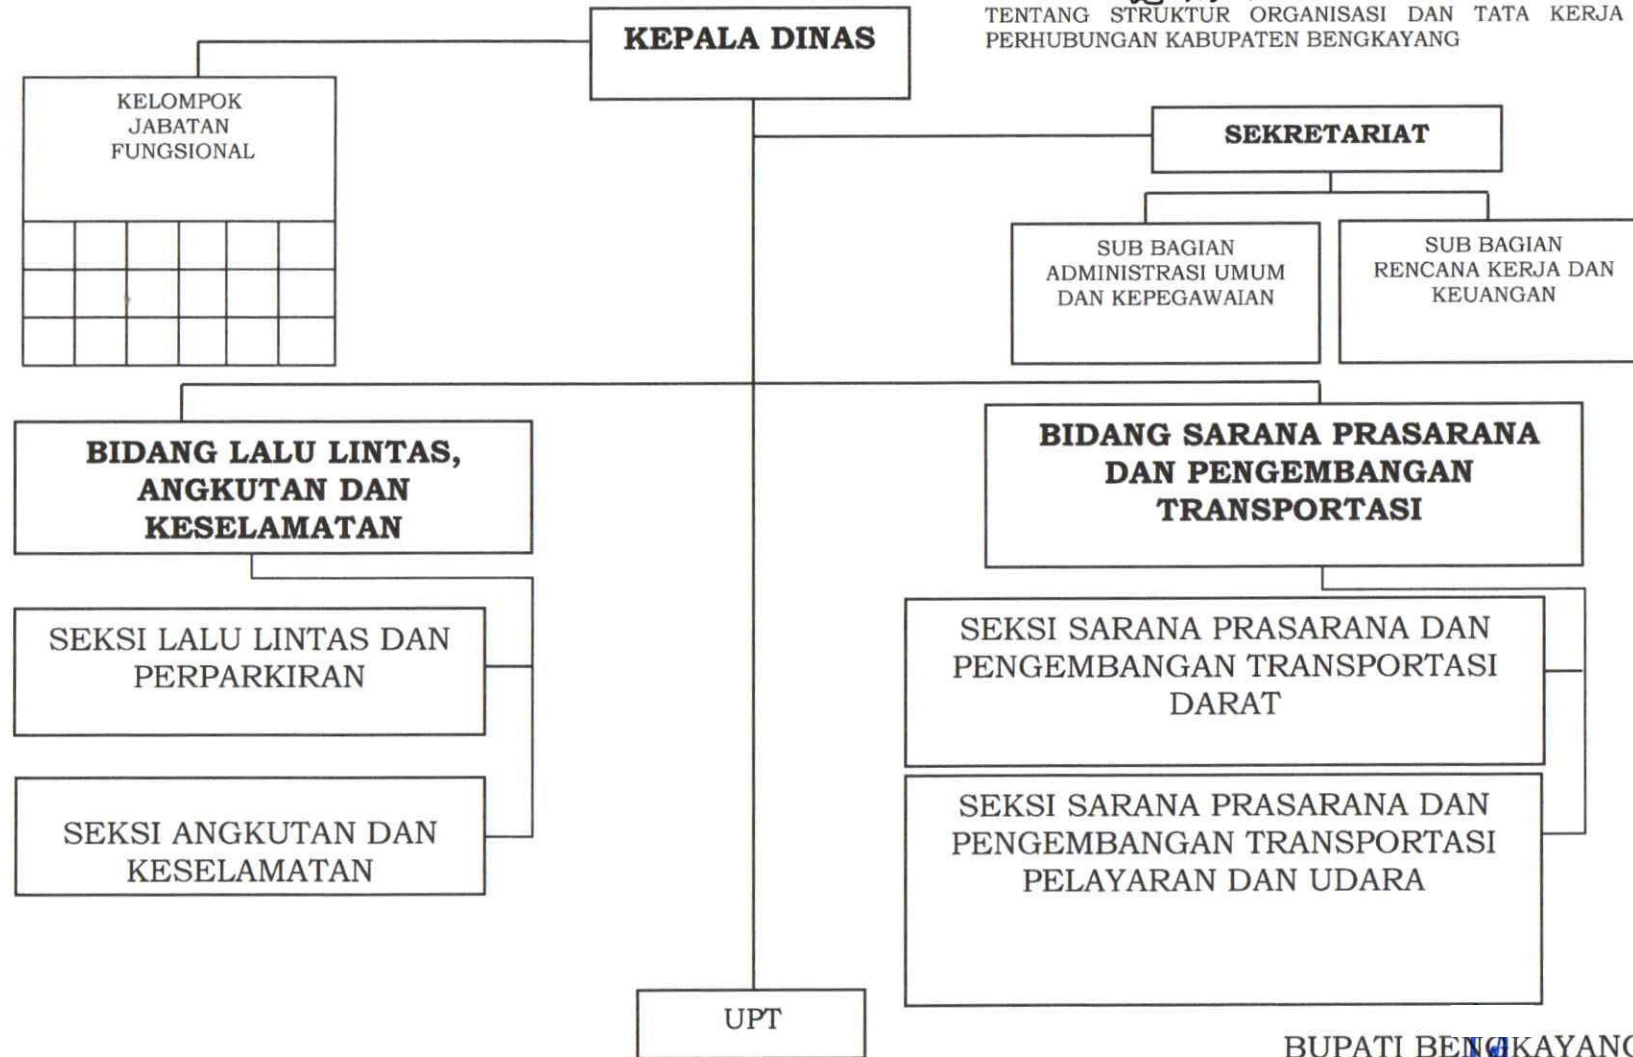 TENTANG STRUKTUR ORGANISASI DAN TATA KERJA
PERHUBUNGAN KABUPATEN BENGKAYANG
KEPALA DINAS
KELOMPOK
JABATAN
FUNGSIONAL
SEKRETARIAT
SUB BAGIAN
ADMINISTRASI UMUM
DAN KEPEGAWAIAN
SUB BAGIAN
RENCANA KERJA DAN
KEUANGAN
BIDANG LALU LINTAS,
ANGKUTAN DAN
KESELAMATAN
BIDANG SARANA PRASARANA
DAN PENGEMBANGAN
TRANSPORTASI
SEKSI LALU LINTAS DAN
PERPARKIRAN
SEKSI SARANA PRASARANA DAN
PENGEMBANGAN TRANSPORTASI
DARAT
SEKSI ANGKUTAN DAN
KESELAMATAN
SEKSI SARANA PRASARANA DAN
PENGEMBANGAN TRANSPORTASI
PELAYARAN DAN UDARA
UPT
BUPATI BENGKAYANG